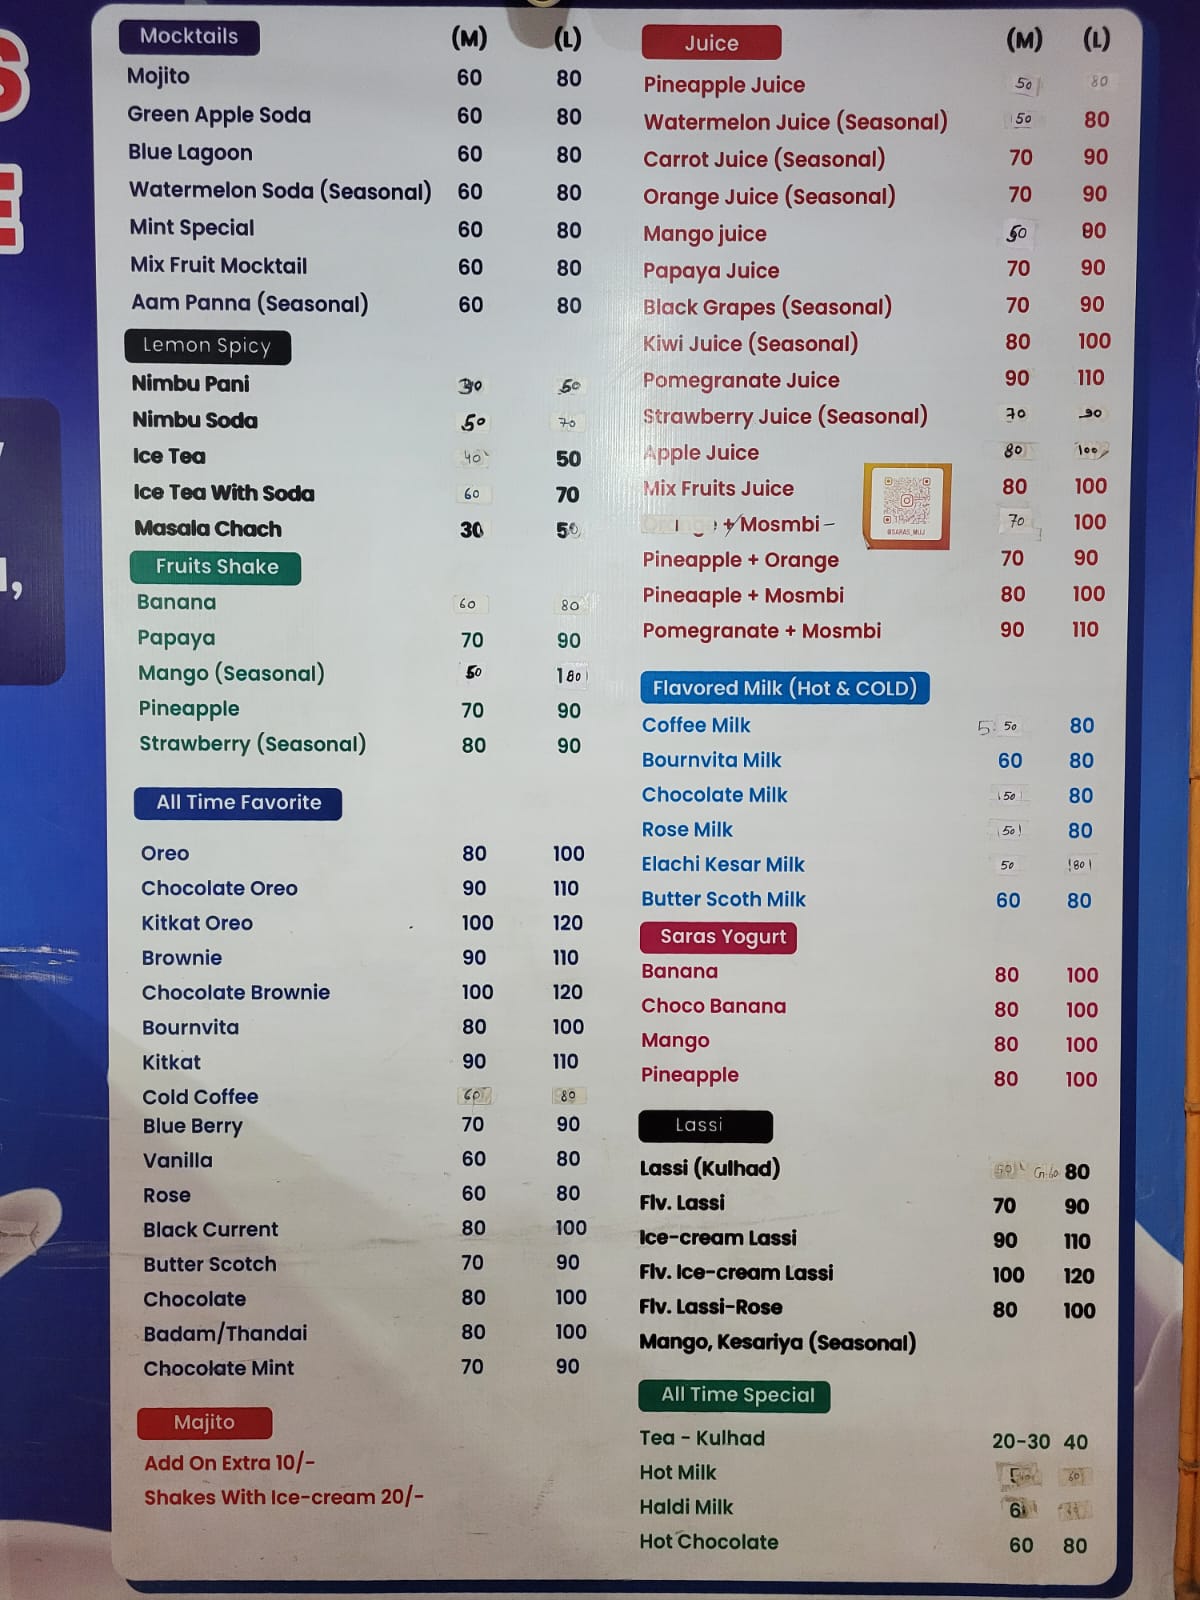 S
E
Mocktails (M) (L)
Mojito 60 80
Green Apple Soda 60 80
Blue Lagoon 60 80
Watermelon Soda (Seasonal) 60 80
Mint Special 60 80
Mix Fruit Mocktail 60 80
Aam Panna (Seasonal) 60 80
Lemon Spicy
Nimbu Pani 30 50
Nimbu Soda 50 70
Ice Tea 40 50
Ice Tea With Soda 60 70
Masala Chach 30 50
Fruits Shake
Banana 60 80
Papaya 70 90
Mango (Seasonal) 50 80
Pineapple 70 90
Strawberry (Seasonal) 80 90
All Time Favorite
Oreo 80 100
Chocolate Oreo 90 110
Kitkat Oreo 100 120
Brownie 90 110
Chocolate Brownie 100 120
Bournvita 80 100
Kitkat 90 110
Cold Coffee 60 80
Blue Berry 70 90
Vanilla 60 80
Rose 60 80
Black Current 80 100
Butter Scotch 70 90
Chocolate 80 100
Badam/Thandai 80 100
Chocolate Mint 70 90
Majito
Add On Extra 10/-
Shakes With Ice-cream 20/-
Juice (M) (L)
Pineapple Juice 50 80
Watermelon Juice (Seasonal) 50 80
Carrot Juice (Seasonal) 70 90
Orange Juice (Seasonal) 70 90
Mango juice 50
Papaya Juice 70 90
Black Grapes (Seasonal) 70 90
Kiwi Juice (Seasonal) 80 100
Pomegranate Juice 90 110
Strawberry Juice (Seasonal) 70 90
Apple Juice 80 100
Mix Fruits Juice 80 100
@SARAS_MUJ
+ Mosmbi - 70 100
Pineapple + Orange 70 90
Pineaaple + Mosmbi 80 100
Pomegranate + Mosmbi 90 110
Flavored Milk (Hot & COLD)
Coffee Milk 50 80
Bournvita Milk 60 80
Chocolate Milk 50 80
Rose Milk 50 80
Elachi Kesar Milk 50 80
Butter Scoth Milk 60 80
Saras Yogurt
Banana 80 100
Choco Banana 80 100
Mango 80 100
Pineapple 80 100
Lassi
Lassi (Kulhad) 80
Flv. Lassi 70 90
Ice-cream Lassi 90 110
Flv. Ice-cream Lassi 100 120
Flv. Lassi-Rose 80 100
Mango, Kesariya (Seasonal)
All Time Special
Tea - Kulhad 20-30 40
Hot Milk 60
Haldi Milk
Hot Chocolate 60 80